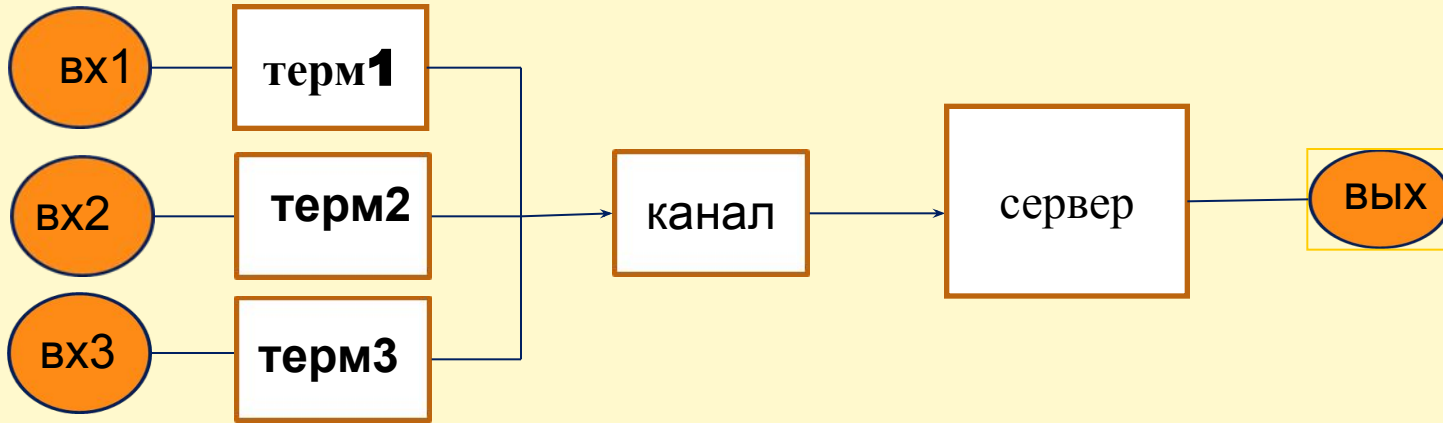 вх1
терм1
вх2
терм2
канал
сервер
вых
вх3
терм3